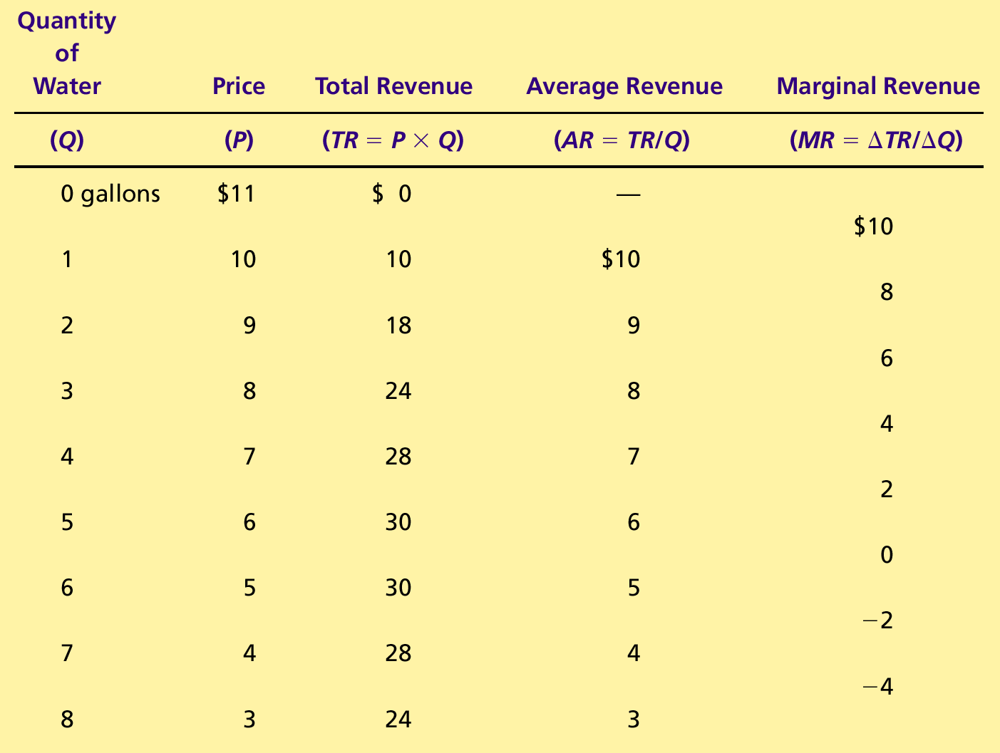 Quantity
of
Water Price Total Revenue Average Revenue Marginal Revenue
(Q) (P) (TR = P × Q) (AR = TR/Q) (MR = ΔTR/ΔQ)
0 gallons $11 $ 0 —
$10
1 10 10 $10
8
2 9 18 9
6
3 8 24 8
4
4 7 28 7
2
5 6 30 6
0
6 5 30 5
−2
7 4 28 4
−4
8 3 24 3